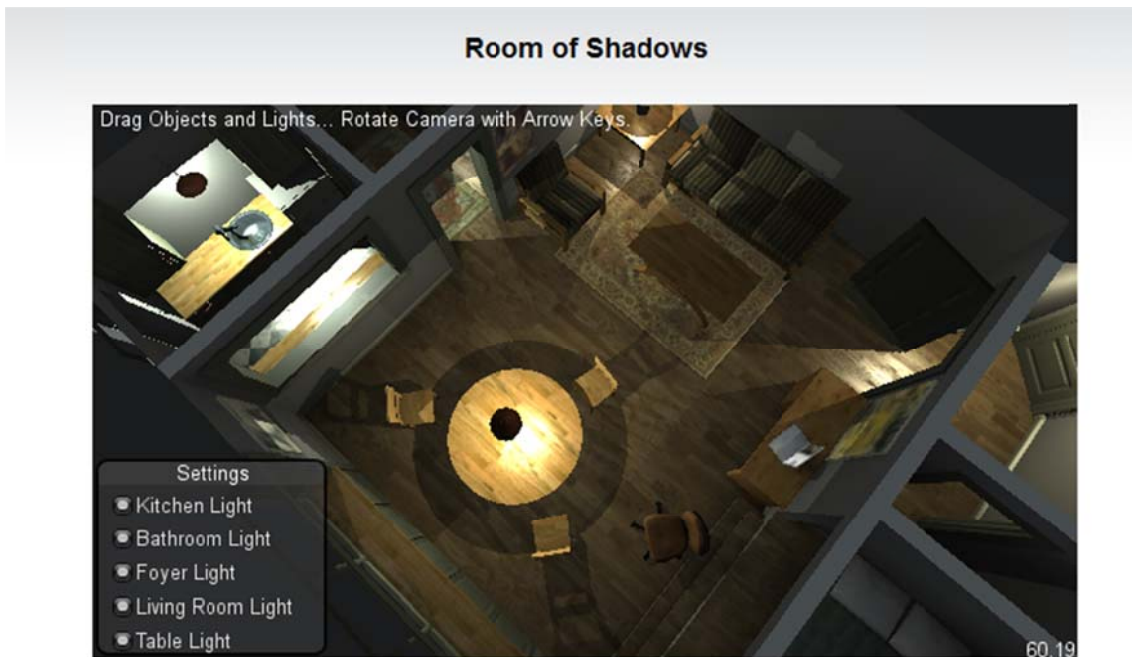 Room of Shadows
Drag Objects and Lights... Rotate Camera with Arrow Keys.
Settings
Kitchen Light
Bathroom Light
Foyer Light
Living Room Light
Table Light
60.19